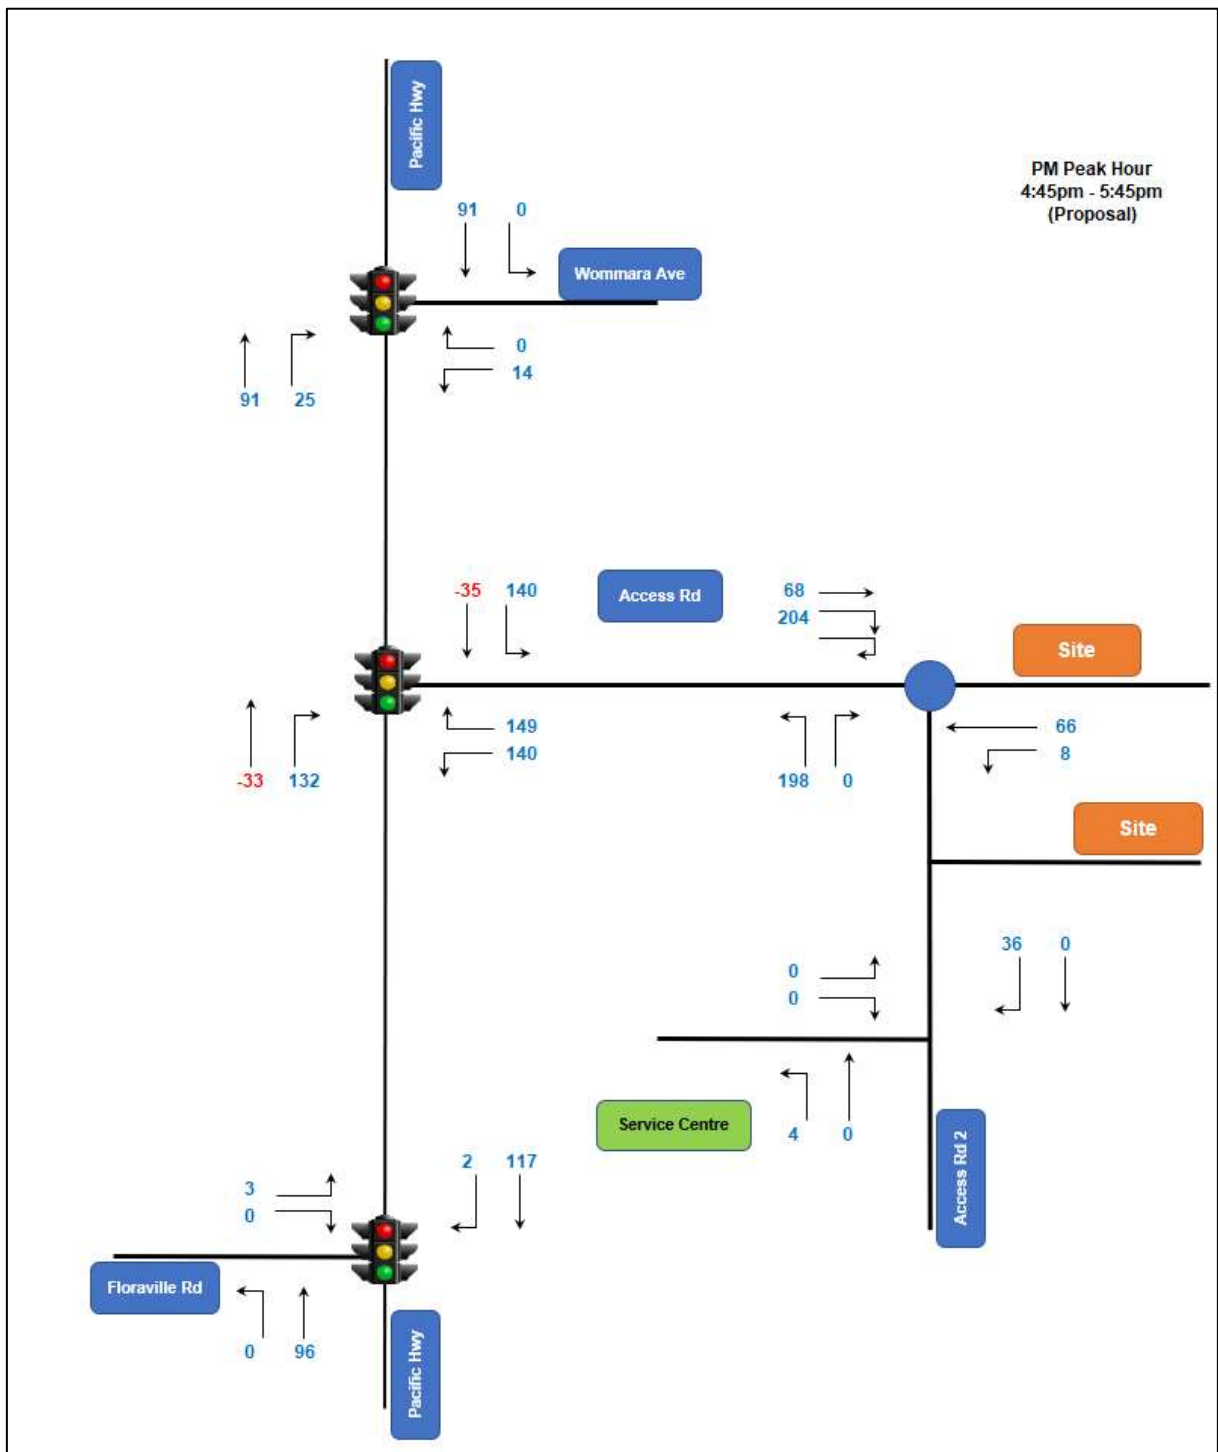 Pacific Hwy
PM Peak Hour
4:45pm - 5:45pm
(Proposal)
91 0
Wommara Ave
0
14
91 25
-35 140
Access Rd
68
204
Site
149
140
-33 132
66
8
198 0
Site
36 0
0
0
Service Centre
4 0
Access Rd 2
2 117
3
0
Floraville Rd
0 96
Pacific Hwy